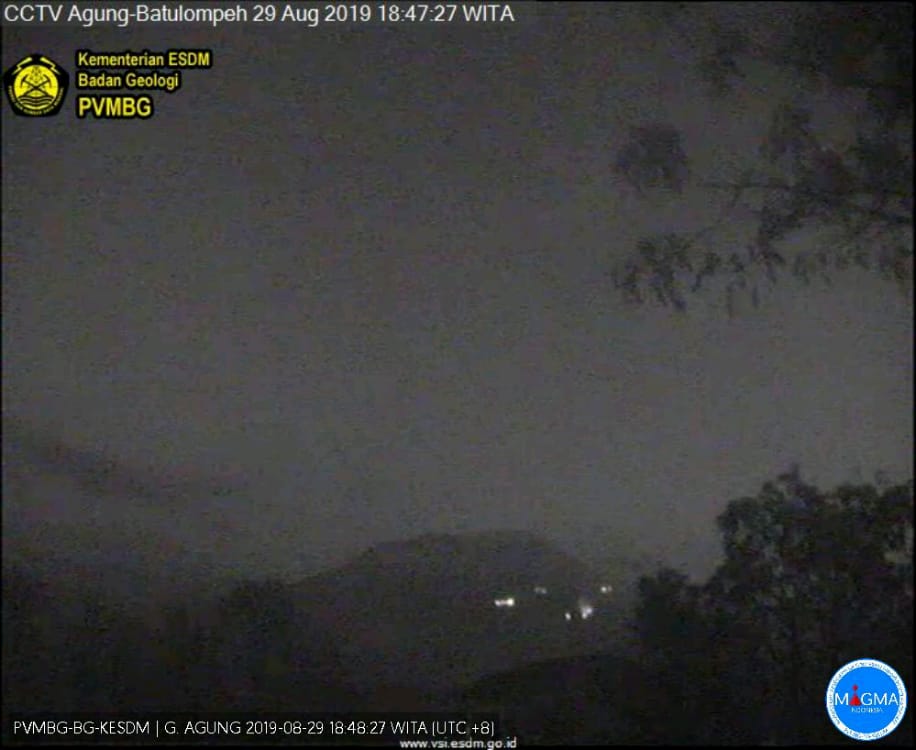 CCTV Agung-Batulompeh 29 Aug 2019 18:47:27 WITA
Kementerian ESDM
Badan Geologi
PVMBG
MAGMA
INDONESIA
PVMBG-BG-KESDM | G. AGUNG 2019-08-29 18:48:27 WITA (UTC +8)
www.vsi.esdm.go.id